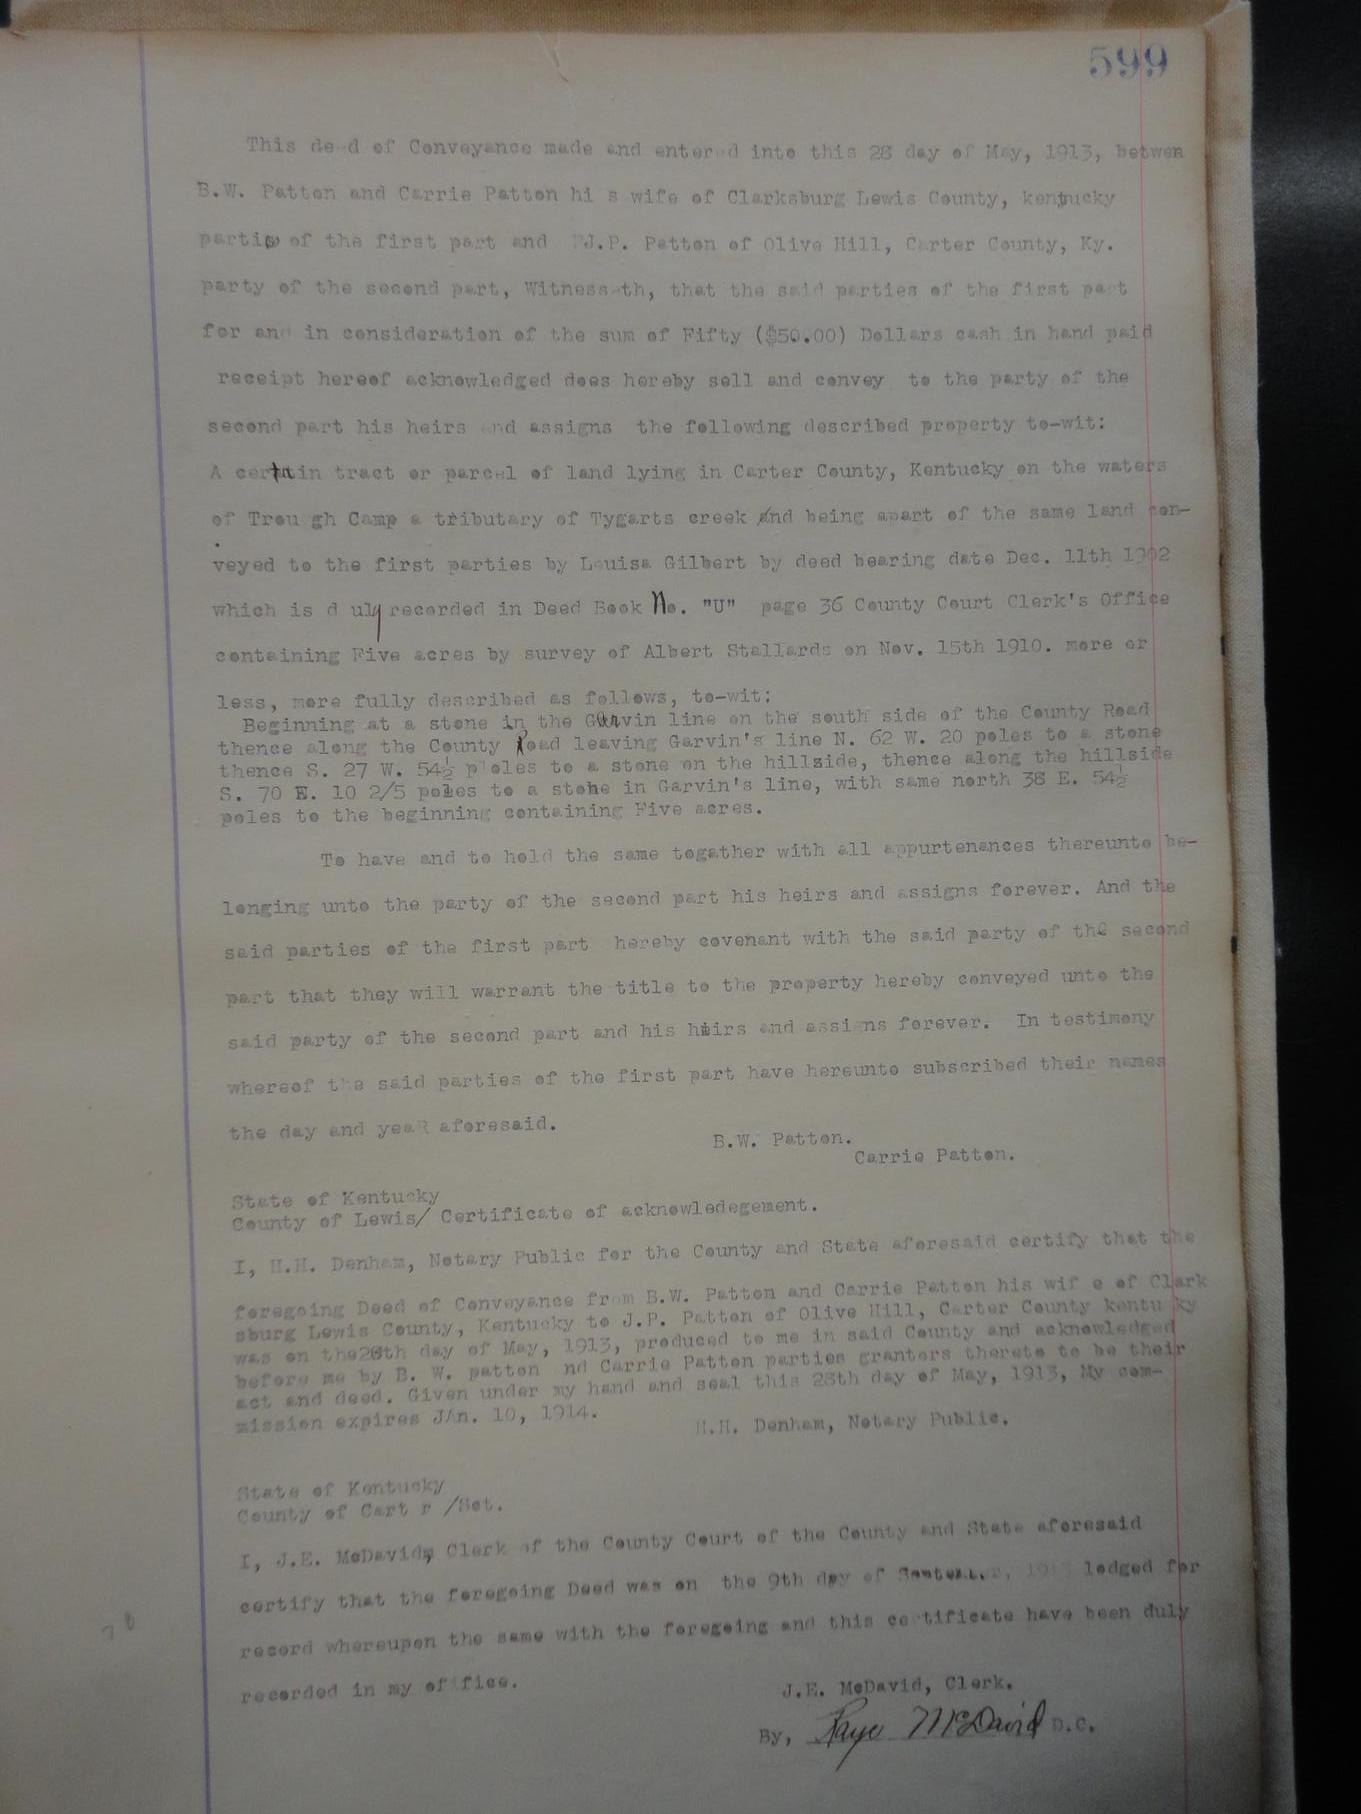 599
This deed of Conveyance made and entered into this 28 day of May, 1913, betwen
B.W. Patton and Carrie Patton hi s wife of Clarksburg Lewis County, kentucky
parties of the first part and J.P. Patton of Olive Hill, Carter County, Ky.
party of the second part, Witnesseth, that the said parties of the first part
for and in consideration of the sum of Fifty ($50.00) Dollars cash in hand paid
receipt hereof acknowledged does hereby sell and convey to the party of the
second part his heirs and assigns the following described property to-wit:
A certain tract or parcel of land lying in Carter County, Kentucky on the waters
of Trou gh Camp a tributary of Tygarts creek and being apart of the same land con-
veyed to the first parties by Louisa Gilbert by deed bearing date Dec. 11th 1902
which is d uly recorded in Deed Book No. "U" page 36 County Court Clerk's Office
containing Five acres by survey of Albert Stallards on Nov. 15th 1910. more or
less, more fully described as follows, to-wit:
Beginning at a stone in the Garvin line on the south side of the County Road
thence along the County Road leaving Garvin's line N. 62 W. 20 poles to a stone
thence S. 27 W. 54½ p oles to a stone on the hillside, thence along the hillside
S. 70 E. 10 2/5 poles to a stone in Garvin's line, with same north 38 E. 54½
poles to the beginning containing Five acres.
To have and to hold the same togather with all appurtenances thereunto be-
longing unto the party of the second part his heirs and assigns forever. And the
said parties of the first part hereby covenant with the said party of the second
part that they will warrant the title to the property hereby conveyed unto the
said party of the second part and his heirs and assigns forever. In testimony
whereof the said parties of the first part have hereunto subscribed their names
the day and yeaR aforesaid.
B.W. Patton.
Carrie Patton.
State of Kentucky
County of Lewis/ Certificate of acknowledegement.
I, H.H. Denham, Notary Public for the County and State aforesaid certify that the
foregoing Deed of Conveyance from B.W. Patton and Carrie Patton his wif e of Clark
sburg Lewis County, Kentucky to J.P. Patton of Olive Hill, Carter County kentucky
was on the28th day of May, 1913, produced to me in said County and acknowledged
before me by B. W. patton nd Carrie Patton parties grantors thereto to be their
act and deed. Given under my hand and seal this 28th day of May, 1913, My com-
mission expires JAn. 10, 1914.
H.H. Denham, Notary Public.
State of Kentucky
County of Cart r /Sct.
I, J.E. McDavid, Clerk of the County Court of the County and State aforesaid
certify that the foregoing Deed was on the 9th day of lodged for
record whereupon the same with the foregoing and this certificate have been duly
recorded in my office.
J.E. McDavid, Clerk.
By, Faye McDavid D.C.